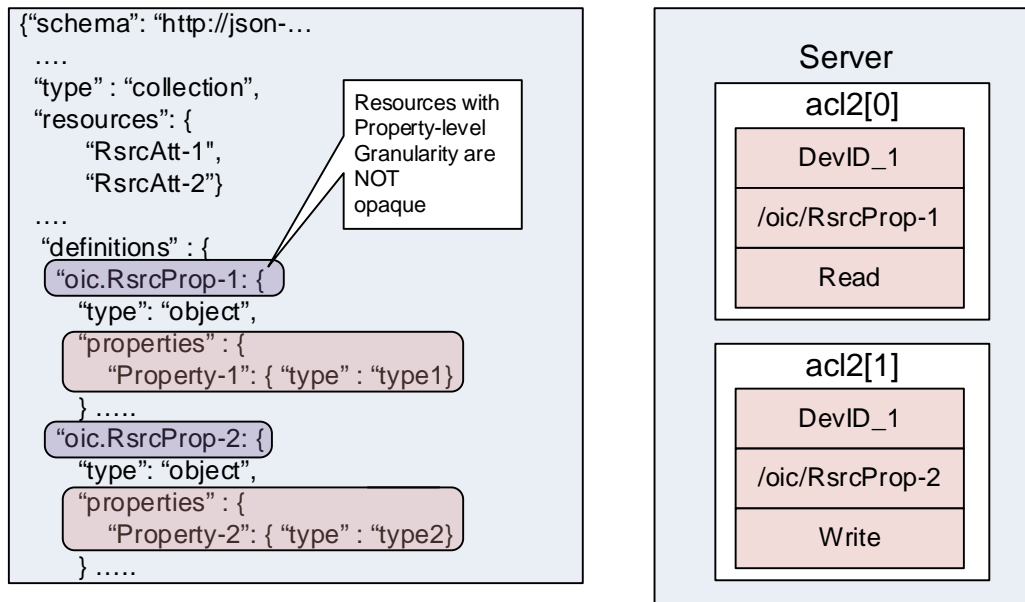 {“schema”: “http://json-…
….
“type” : “collection”,
“resources”: {
“RsrcAtt-1",
“RsrcAtt-2”}
….
“definitions” : {
“oic.RsrcProp-1: {
“type”: “object”,
“properties” : {
“Property-1”: { “type” : “type1}
} …..
“oic.RsrcProp-2: {
“type”: “object”,
“properties” : {
“Property-2”: { “type” : “type2}
} …..
Resources with
Property-level
Granularity are
NOT
opaque
Server
acl2[0]
DevID_1
/oic/RsrcProp-1
Read
acl2[1]
DevID_1
/oic/RsrcProp-2
Write